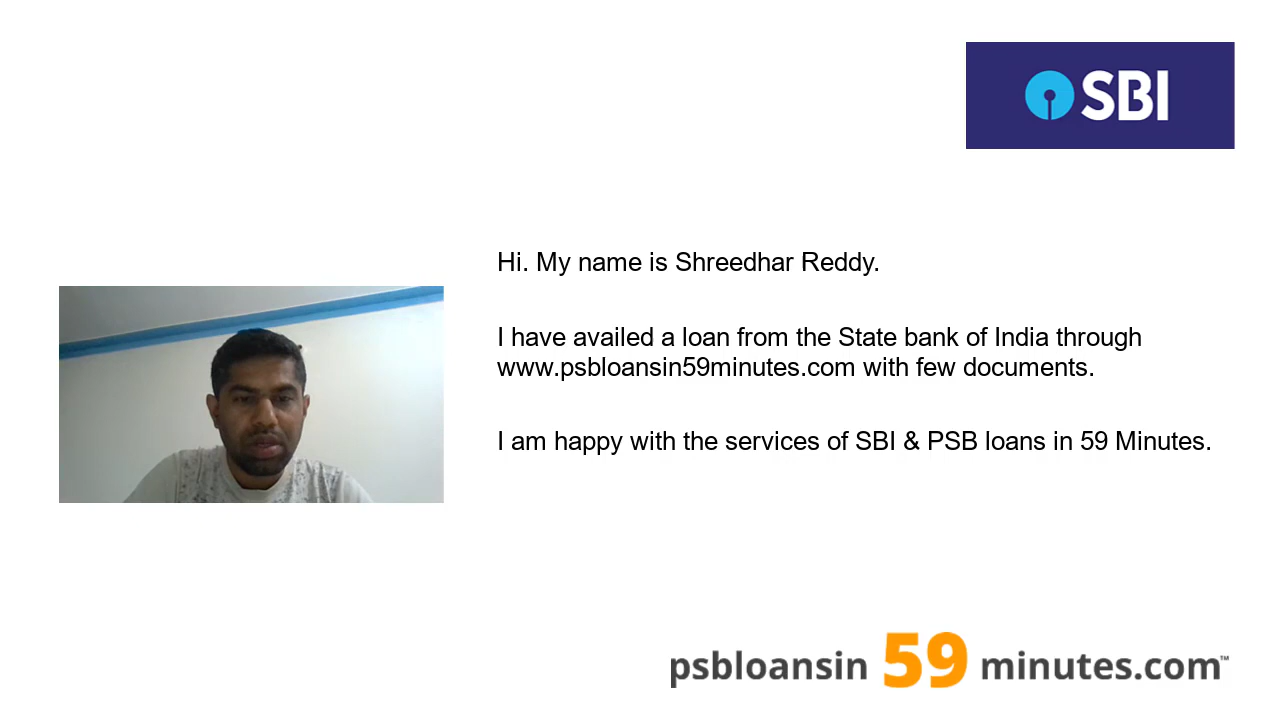 SBI
Hi. My name is Shreedhar Reddy.
I have availed a loan from the State bank of India through
www.psbloansin59minutes.com with few documents.
I am happy with the services of SBI & PSB loans in 59 Minutes.
psbloansin 59 minutes.com™